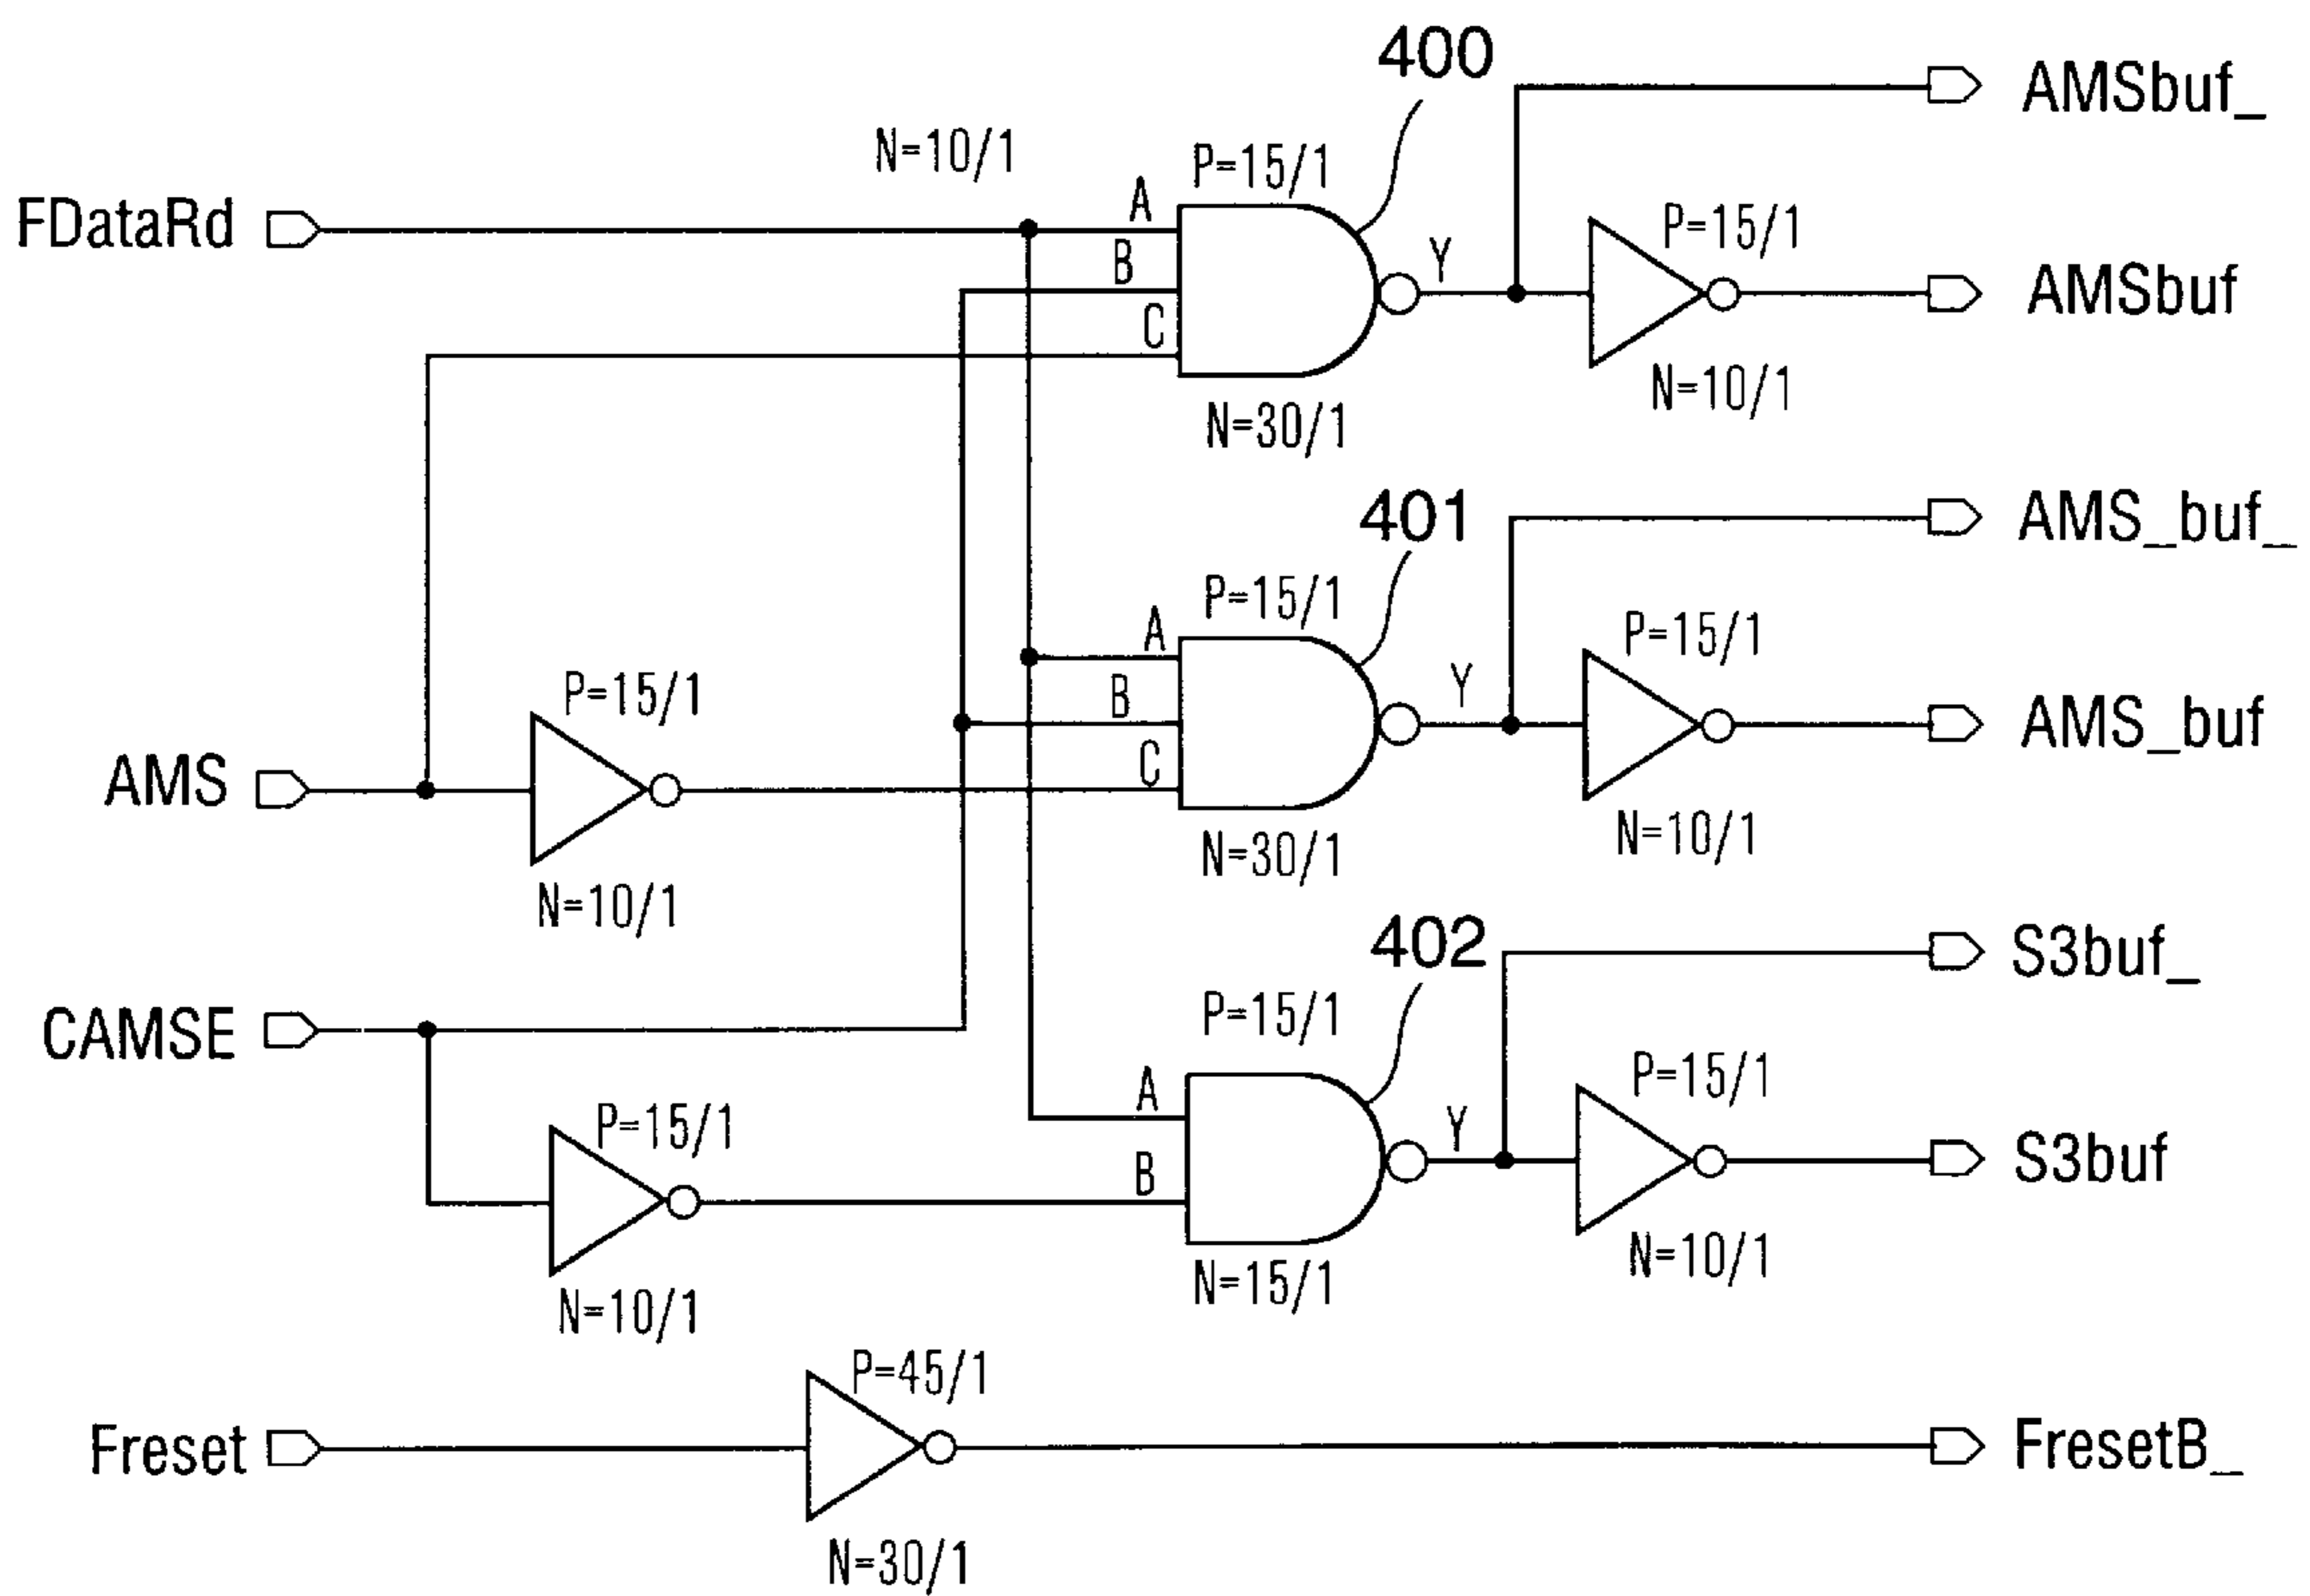 400
AMSbuf_
N=10/1
P=15/1
A
FDataRd
P=15/1
B
Y
AMSbuf
C
N=10/1
N=30/1
401
AMS_buf_
P=15/1
A
P=15/1
P=15/1
B
Y
AMS_buf
AMS
C
N=10/1
N=30/1
N=10/1
402
S3buf_
P=15/1
CAMSE
P=15/1
A
P=15/1
Y
B
S3buf
N=10/1
N=15/1
N=10/1
P=45/1
Freset
FresetB_
N=30/1